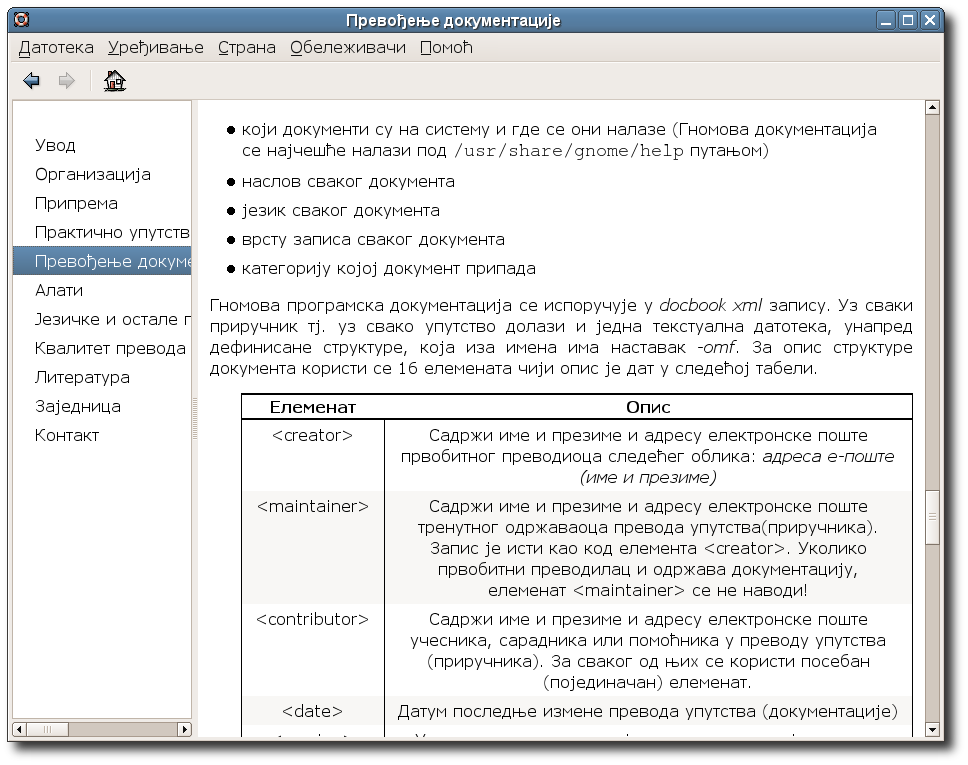 Превођење документације
Датотека Уређивање Страна Обележивачи Помоћ
Увод
Организација
Припрема
Практично упутств
Превођење докуме
Алати
Језичке и остале п
Квалитет превода
Литература
Заједница
Контакт
• који документи су на систему и где се они налазе (Гномова документација
се најчешће налази под /usr/share/gnome/help путањом)
• наслов сваког документа
• језик сваког документа
• врсту записа сваког документа
• категорију којој документ припада
Гномова програмска документација се испоручује у docbook xml запису. Уз сваки
приручник тј. уз свако упутство долази и једна текстуална датотека, унапред
дефинисане структуре, која иза имена има наставак -omf. За опис структуре
документа користи се 16 елемената чији опис је дат у следећој табели.
Елеменат Опис
<creator> Садржи име и презиме и адресу електронске поште
првобитног преводиоца следећег облика: адреса е-поште
(име и презиме)
<maintainer> Садржи име и презиме и адресу електронске поште
тренутног одржаваоца превода упутства(приручника).
Запис је исти као код елемента <creator>. Уколико
првобитни преводилац и одржава документацију,
елеменат <maintainer> се не наводи!
<contributor> Садржи име и презиме и адресу електронске поште
учесника, сарадника или помоћника у преводу упутства
(приручника). За сваког од њих се користи посебан
(појединачан) елеменат.
<date> Датум последње измене превода упутства (документације)